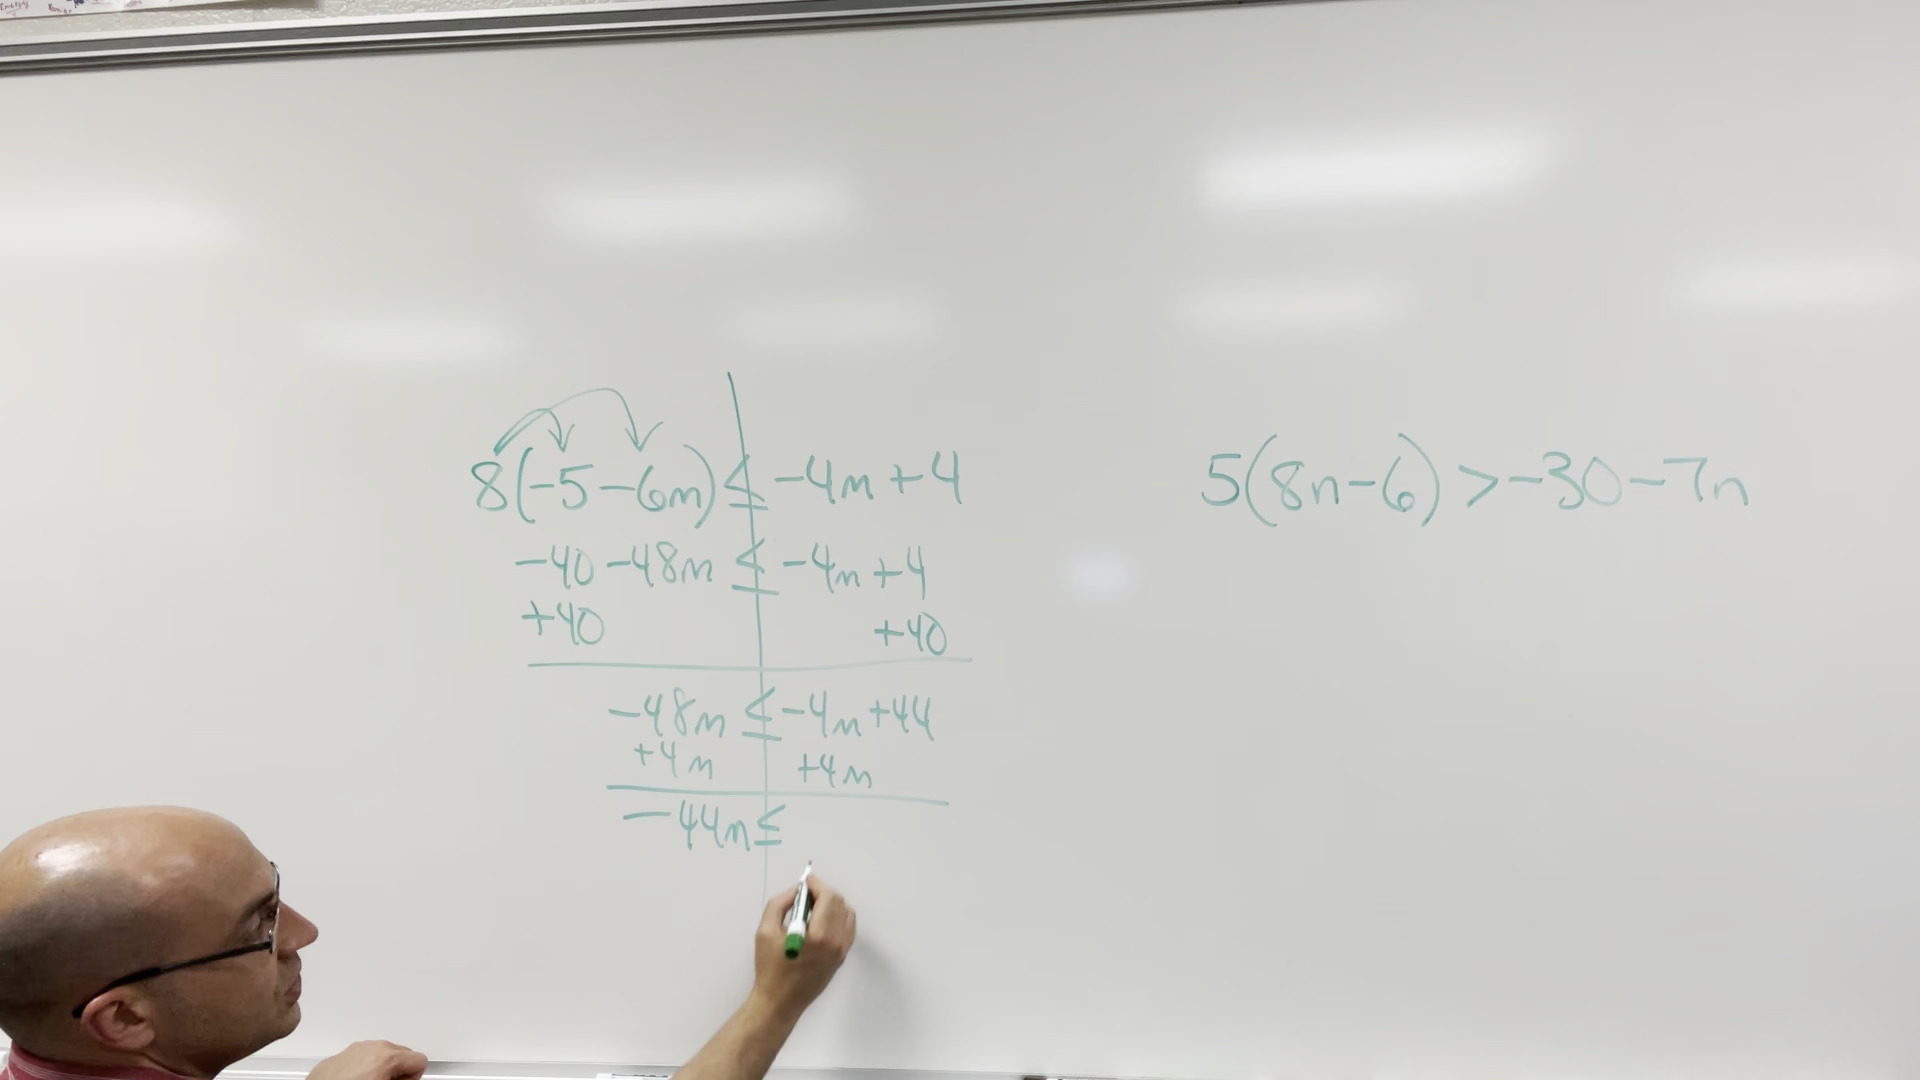 8(-5-6m) ≤ -4m+4
-40-48m ≤ -4m+4
+40 +40
-48m ≤ -4m+44
+4m +4m
-44m ≤
5(8n-6) > -30-7n